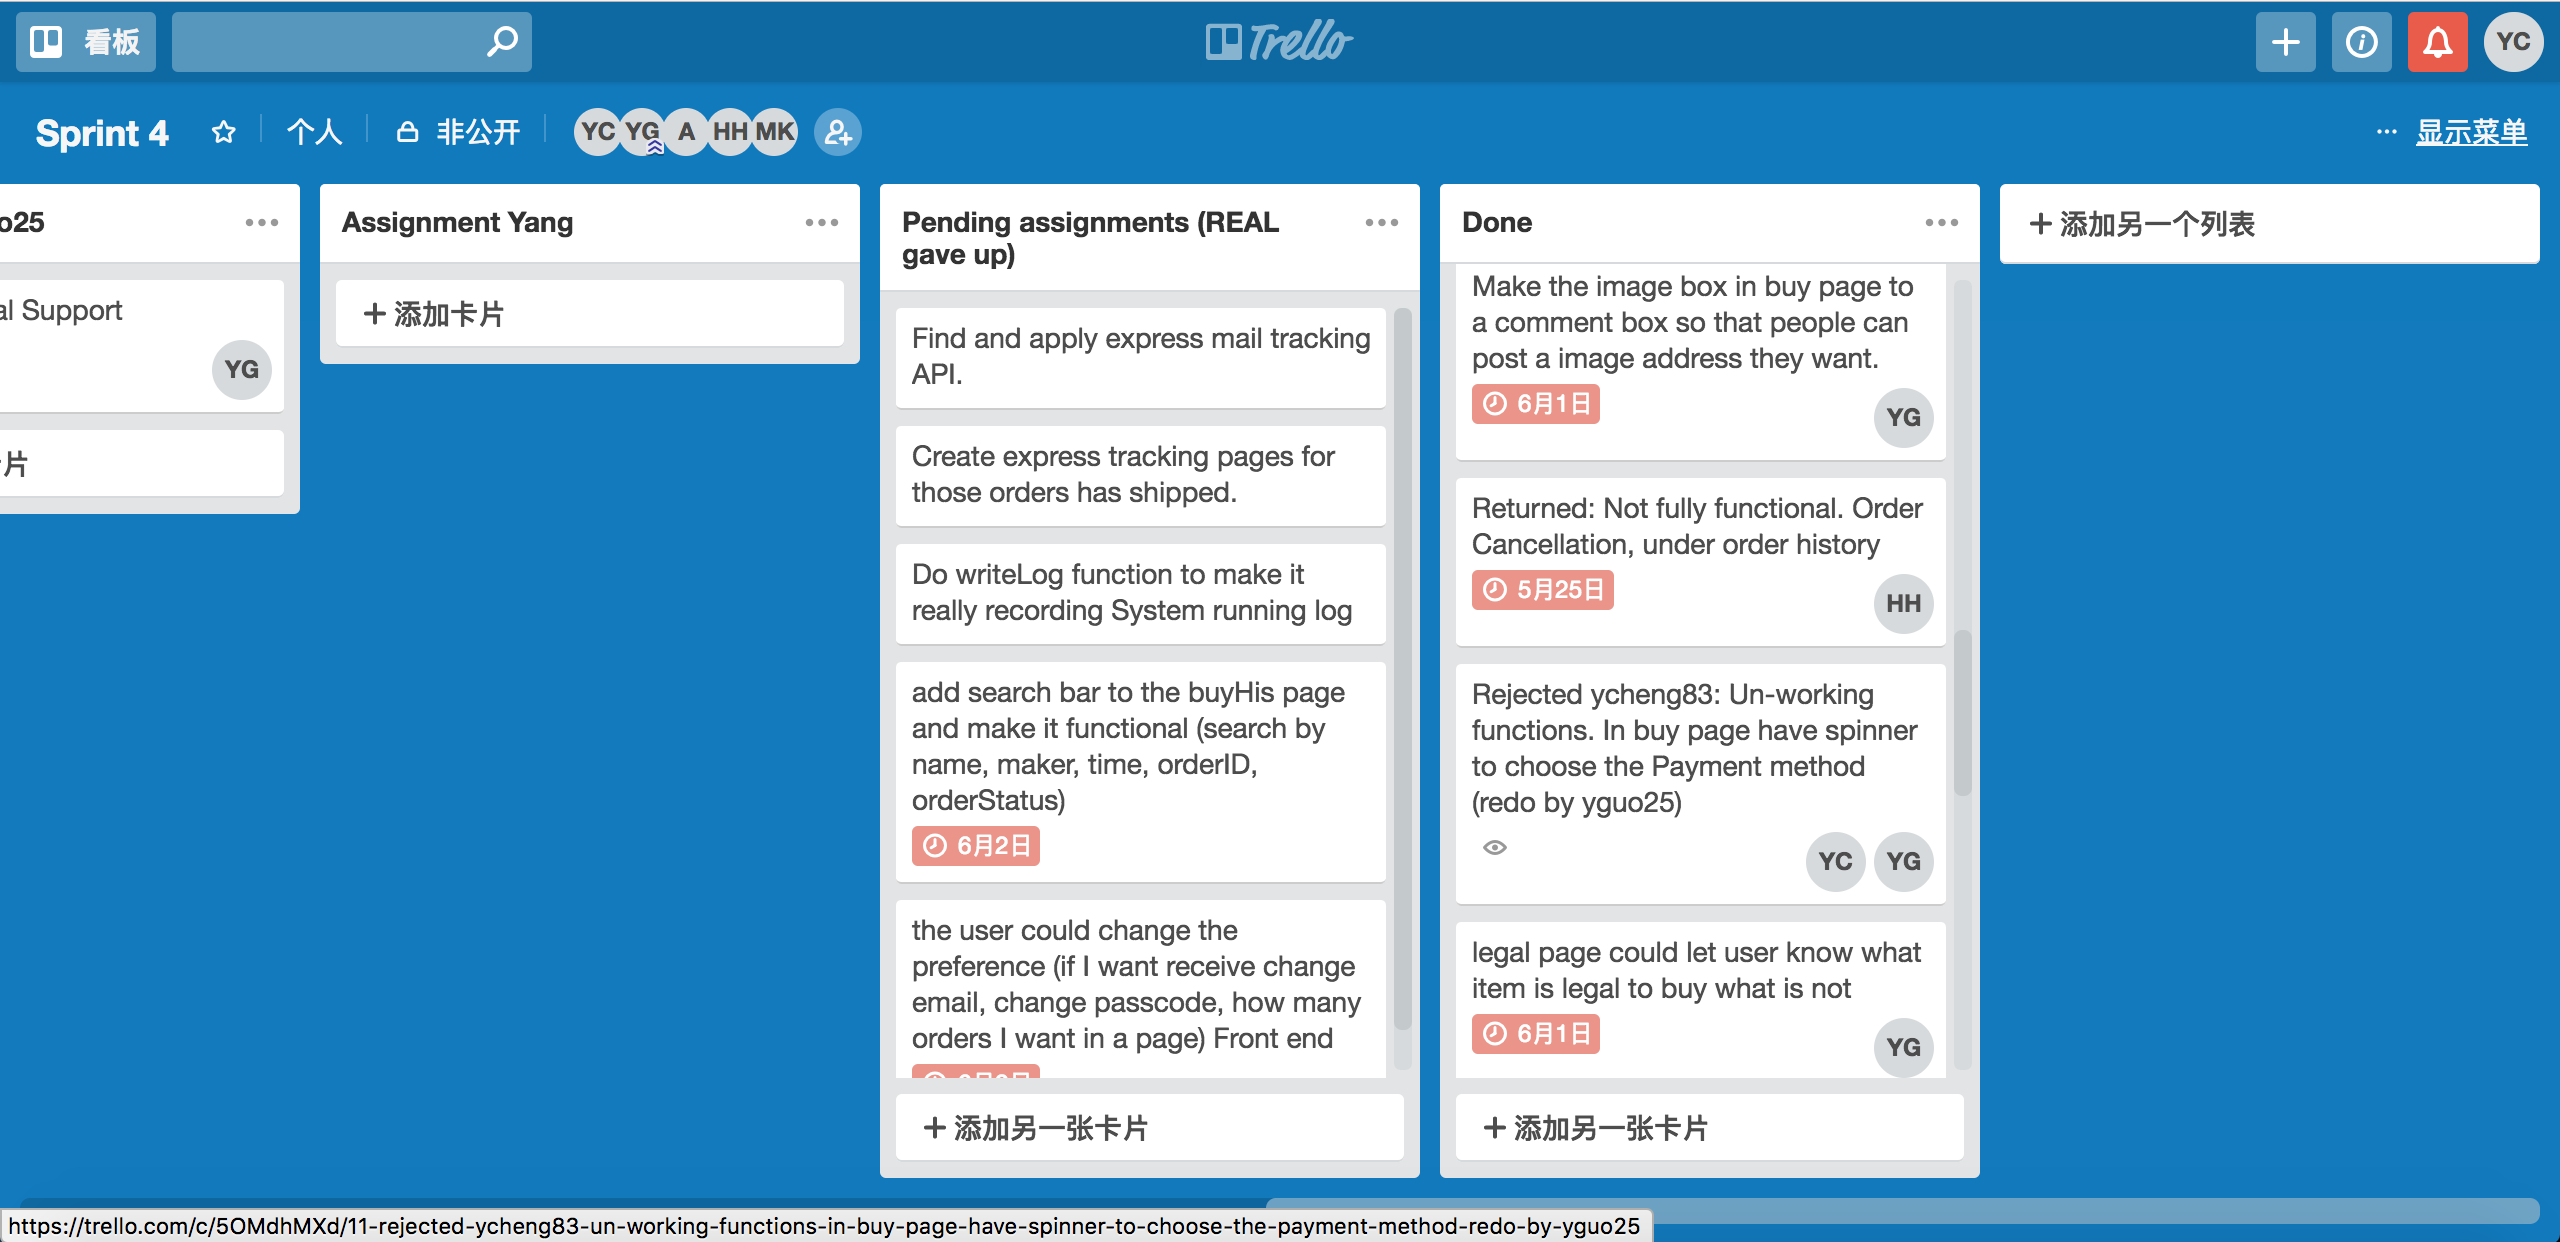 看板
Trello
YC
Sprint 4
个人
非公开
YC YG A HH MK
··· 显示菜单
o25
al Support
YG
片
Assignment Yang
+ 添加卡片
Pending assignments (REAL
gave up)
Find and apply express mail tracking
API.
Create express tracking pages for
those orders has shipped.
Do writeLog function to make it
really recording System running log
add search bar to the buyHis page
and make it functional (search by
name, maker, time, orderID,
orderStatus)
6月2日
the user could change the
preference (if I want receive change
email, change passcode, how many
orders I want in a page) Front end
+ 添加另一张卡片
Done
Make the image box in buy page to
a comment box so that people can
post a image address they want.
6月1日
YG
Returned: Not fully functional. Order
Cancellation, under order history
5月25日
HH
Rejected ycheng83: Un-working
functions. In buy page have spinner
to choose the Payment method
(redo by yguo25)
YC YG
legal page could let user know what
item is legal to buy what is not
6月1日
YG
+ 添加另一张卡片
+ 添加另一个列表
https://trello.com/c/5OMdhMXd/11-rejected-ycheng83-un-working-functions-in-buy-page-have-spinner-to-choose-the-payment-method-redo-by-yguo25